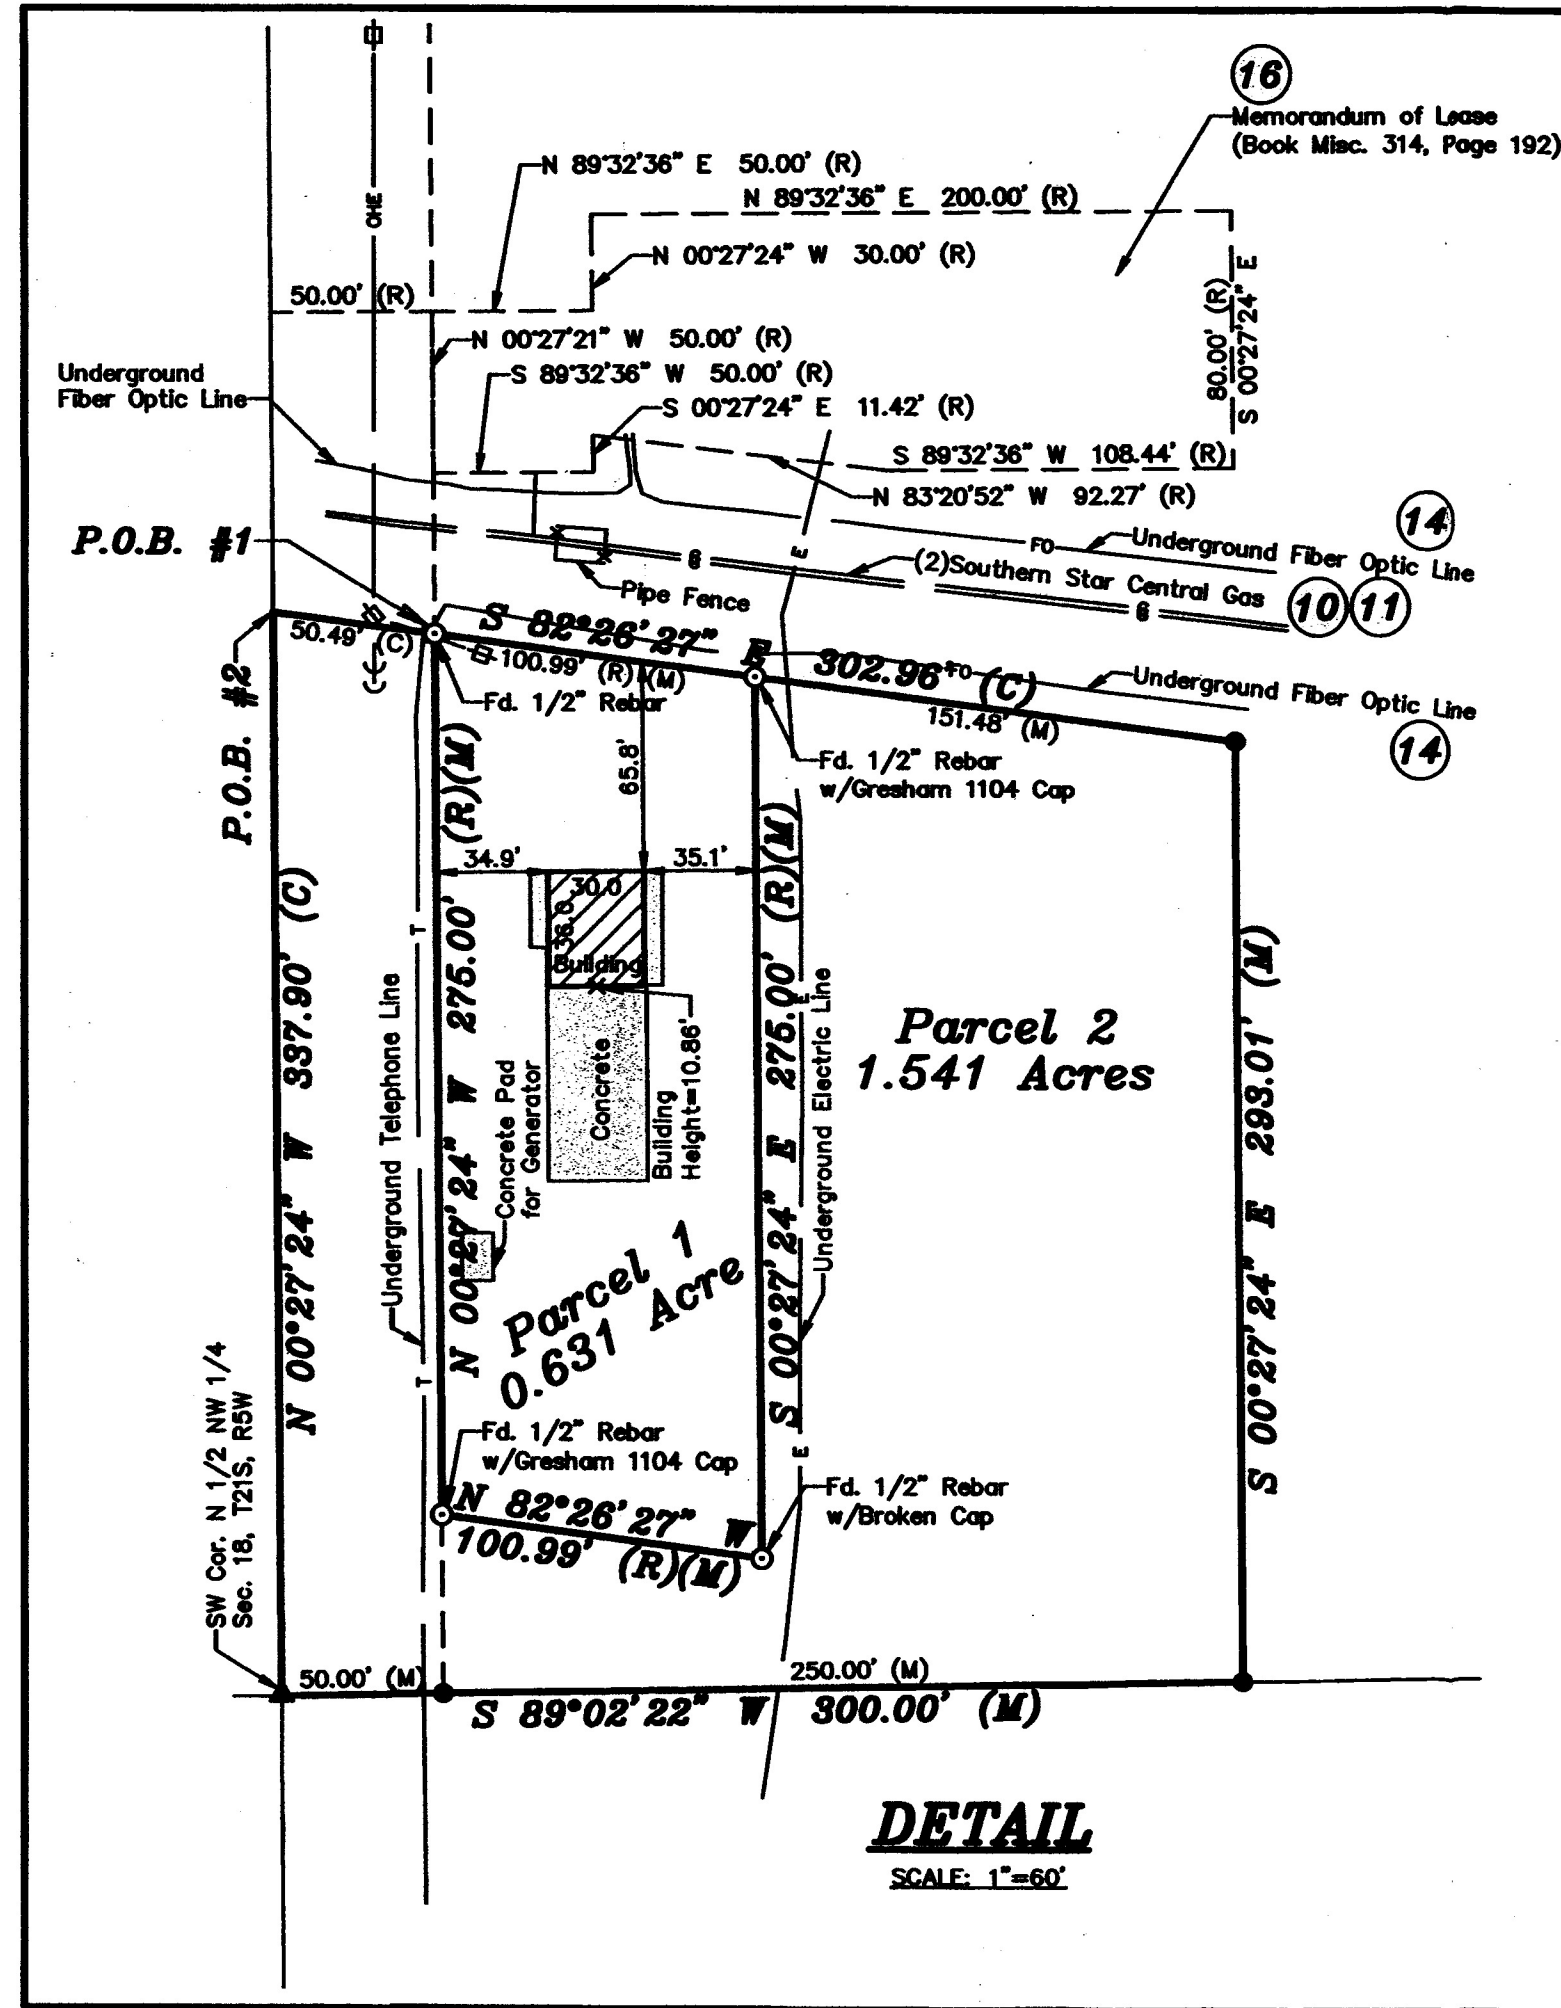 16
Memorandum of Lease
(Book Misc. 314, Page 192)
N 89°32'36" E 50.00' (R)
N 89°32'36" E 200.00' (R)
OHE
N 00°27'24" W 30.00' (R)
50.00' (R)
80.00' (R)
S 00°27'24" E
N 00°27'21" W 50.00' (R)
S 89°32'36" W 50.00' (R)
Underground
Fiber Optic Line
S 00°27'24" E 11.42' (R)
S 89°32'36" W 108.44' (R)
N 83°20'52" W 92.27' (R)
14
P.O.B. #1
FO
Underground Fiber Optic Line
E
G
(2)Southern Star Central Gas
10 11
G
Pipe Fence
50.49' (C)
S 82°26'27" E 302.96' (C)
100.99' (R)(M)
FO
Underground Fiber Optic Line
151.48' (M)
14
P.O.B. #2
Fd. 1/2" Rebar
Fd. 1/2" Rebar
w/Gresham 1104 Cap
65.8'
34.9'
35.1'
30.0
36.0
Building
N 00°27'24" W 337.90' (C)
T
Underground Telephone Line
N 00°27'24" W 275.00' (R)(M)
Concrete
Concrete Pad
for Generator
Building
Height=10.86'
S 00°27'24" E 275.00' (R)(M)
E
Underground Electric Line
Parcel 2
1.541 Acres
S 00°27'24" E 293.01' (M)
Parcel 1
0.631 Acre
T
SW Cor. N 1/2 NW 1/4
Sec. 18, T21S, R5W
Fd. 1/2" Rebar
w/Gresham 1104 Cap
E
Fd. 1/2" Rebar
w/Broken Cap
N 82°26'27" W
100.99' (R)(M)
50.00' (M)
250.00' (M)
S 89°02'22" W 300.00' (M)
DETAIL
SCALE: 1"=60'